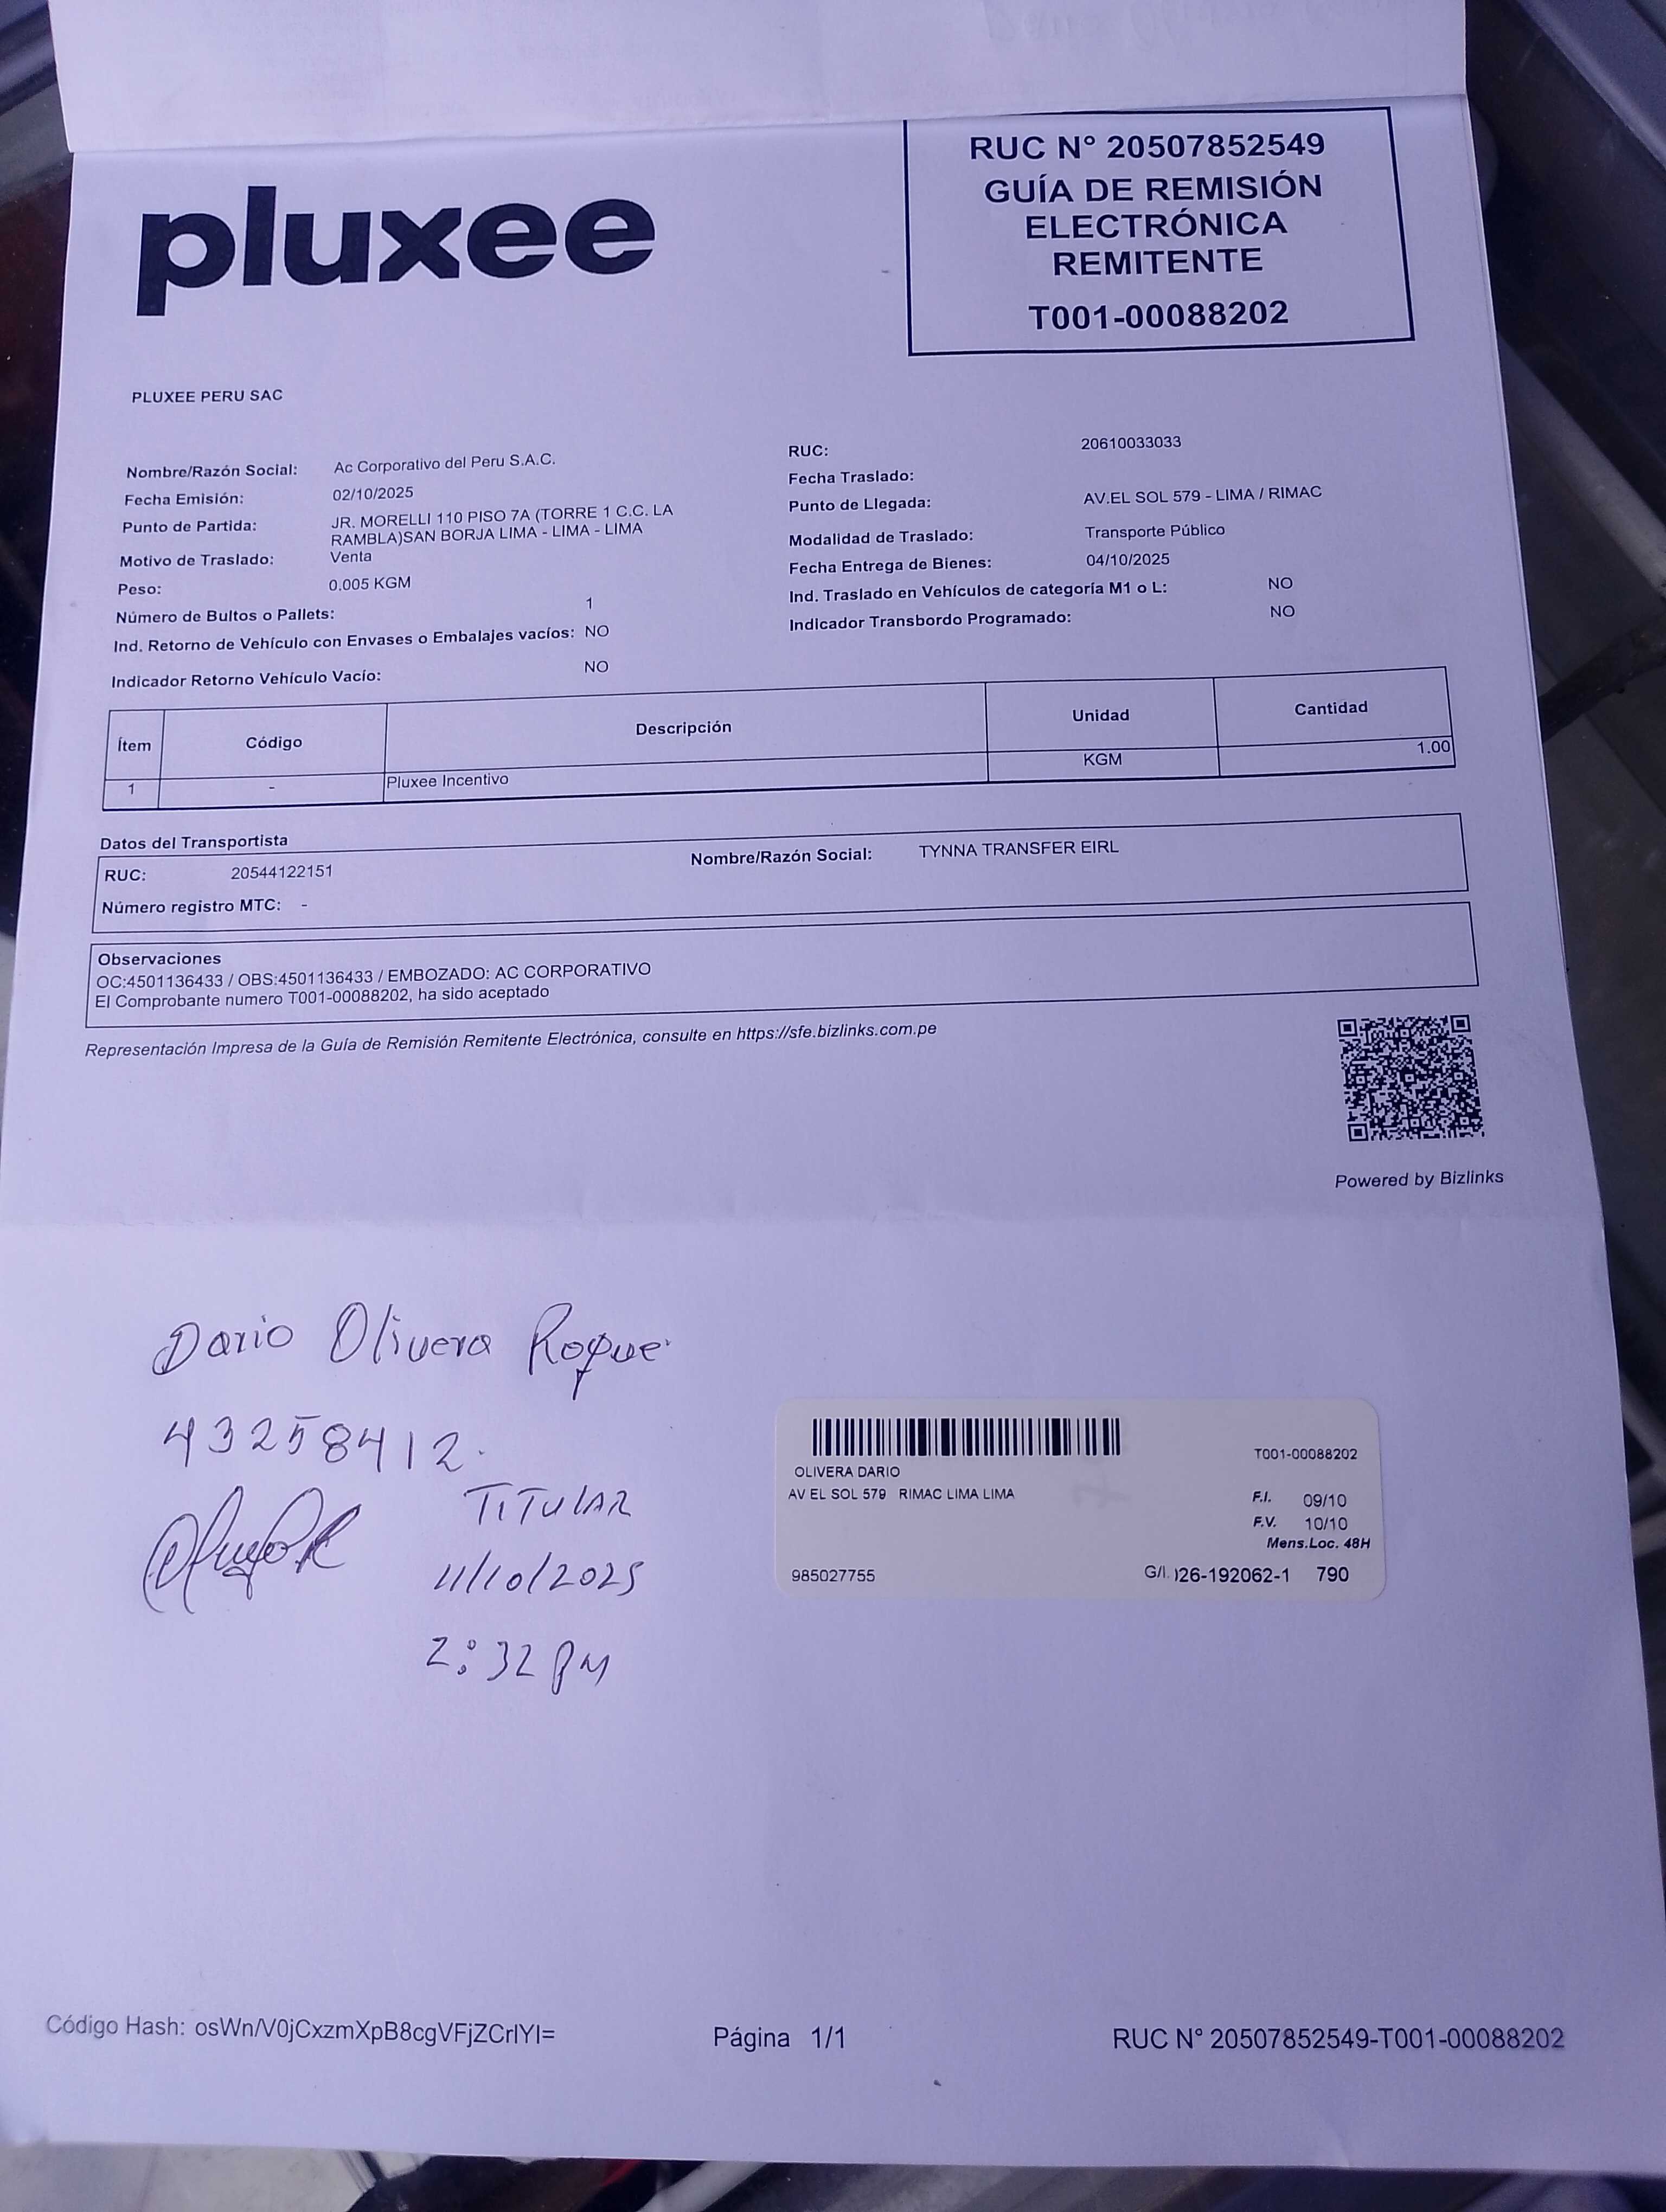 RUC N° 20507852549
GUÍA DE REMISIÓN
ELECTRÓNICA
REMITENTE
T001-00088202
pluxee
PLUXEE PERU SAC
Nombre/Razón Social: Ac Corporativo del Peru S.A.C.
Fecha Emisión: 02/10/2025
Punto de Partida: JR. MORELLI 110 PISO 7A (TORRE 1 C.C. LA
RAMBLA)SAN BORJA LIMA - LIMA - LIMA
Motivo de Traslado: Venta
Peso: 0.005 KGM
Número de Bultos o Pallets: 1
Ind. Retorno de Vehículo con Envases o Embalajes vacíos: NO
Indicador Retorno Vehículo Vacío: NO
RUC: 20610033033
Fecha Traslado:
Punto de Llegada: AV.EL SOL 579 - LIMA / RIMAC
Modalidad de Traslado: Transporte Público
Fecha Entrega de Bienes: 04/10/2025
Ind. Traslado en Vehículos de categoría M1 o L: NO
Indicador Transbordo Programado: NO
Ítem Código Descripción Unidad Cantidad
1 - Pluxee Incentivo KGM 1.00
Datos del Transportista
RUC: 20544122151 Nombre/Razón Social: TYNNA TRANSFER EIRL
Número registro MTC: -
Observaciones
OC:4501136433 / OBS:4501136433 / EMBOZADO: AC CORPORATIVO
El Comprobante numero T001-00088202, ha sido aceptado
Representación Impresa de la Guía de Remisión Remitente Electrónica, consulte en https://sfe.bizlinks.com.pe
Powered by Bizlinks
Dario Olivera Roque
43258412.
TITULAR
11/10/2025
2:32 PM
T001-00088202
OLIVERA DARIO
AV EL SOL 579 RIMAC LIMA LIMA
F.I. 09/10
F.V. 10/10
Mens.Loc. 48H
985027755 G/I. )26-192062-1 790
Código Hash: osWn/V0jCxzmXpB8cgVFjZCrIYI= Página 1/1 RUC N° 20507852549-T001-00088202